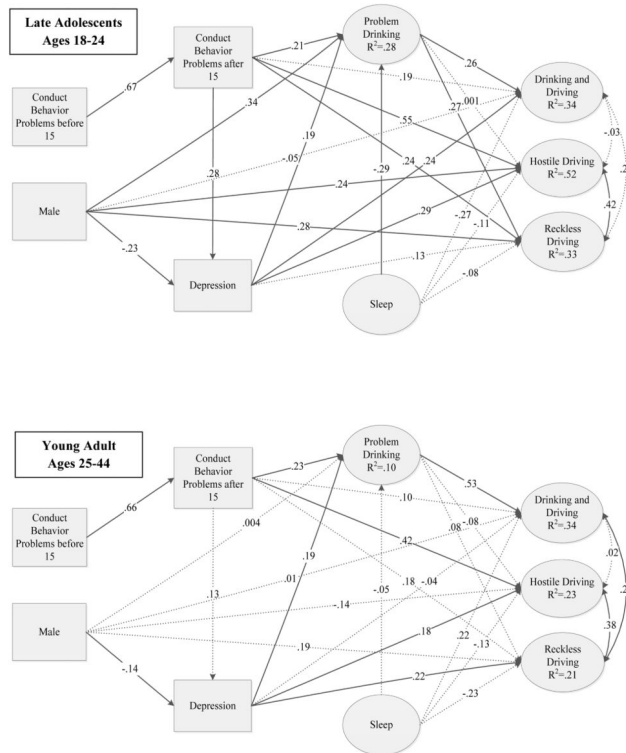 Late Adolescents
Ages 18-24
Conduct
Behavior
Problems after
15
Problem
Drinking
R²=.28
Drinking and
Driving
R²=.34
Conduct
Behavior
Problems before
15
Hostile Driving
R²=.52
Male
Reckless
Driving
R²=.33
Depression
Sleep
.67
.21
.34
.19
.26
.001
.27
.55
-.05
.19
-.03
.28
-.29
.24
.24
.24
.42
-.23
.28
.29
-.27
-.11
.13
-.08
Young Adult
Ages 25-44
Conduct
Behavior
Problems after
15
Problem
Drinking
R²=.10
Drinking and
Driving
R²=.34
Conduct
Behavior
Problems before
15
Hostile Driving
R²=.23
Male
Reckless
Driving
R²=.21
Depression
Sleep
.66
.23
.53
.10
.004
.08
-.08
.42
.19
.02
.01
.13
-.05
.18
-.04
-.14
.38
.18
.22
-.13
.19
-.14
.22
-.23